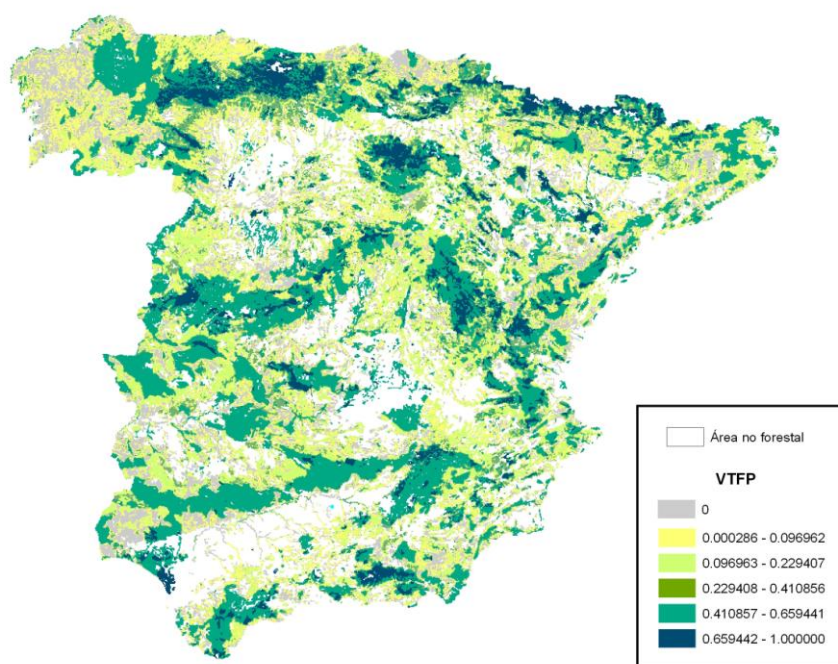 Área no forestal
VTFP
0
0.000286 - 0.096962
0.096963 - 0.229407
0.229408 - 0.410856
0.410857 - 0.659441
0.659442 - 1.000000